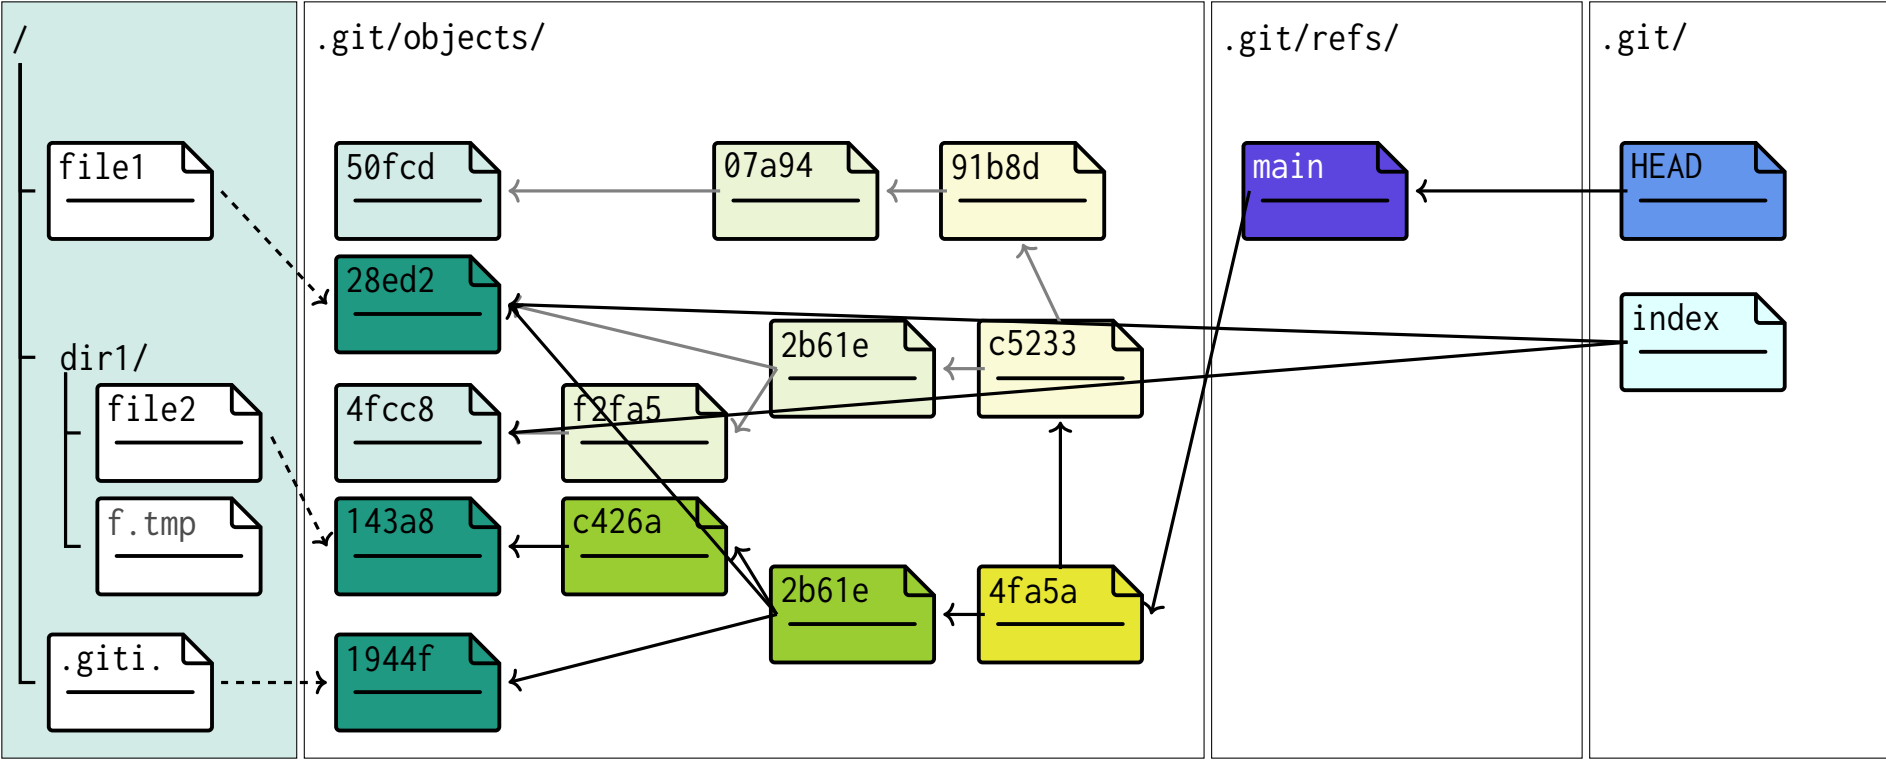 /
file1
dir1/
file2
f.tmp
.giti.
.git/objects/
50fcd
07a94
91b8d
28ed2
2b61e
c5233
4fcc8
f2fa5
143a8
c426a
2b61e
4fa5a
1944f
.git/refs/
main
.git/
HEAD
index